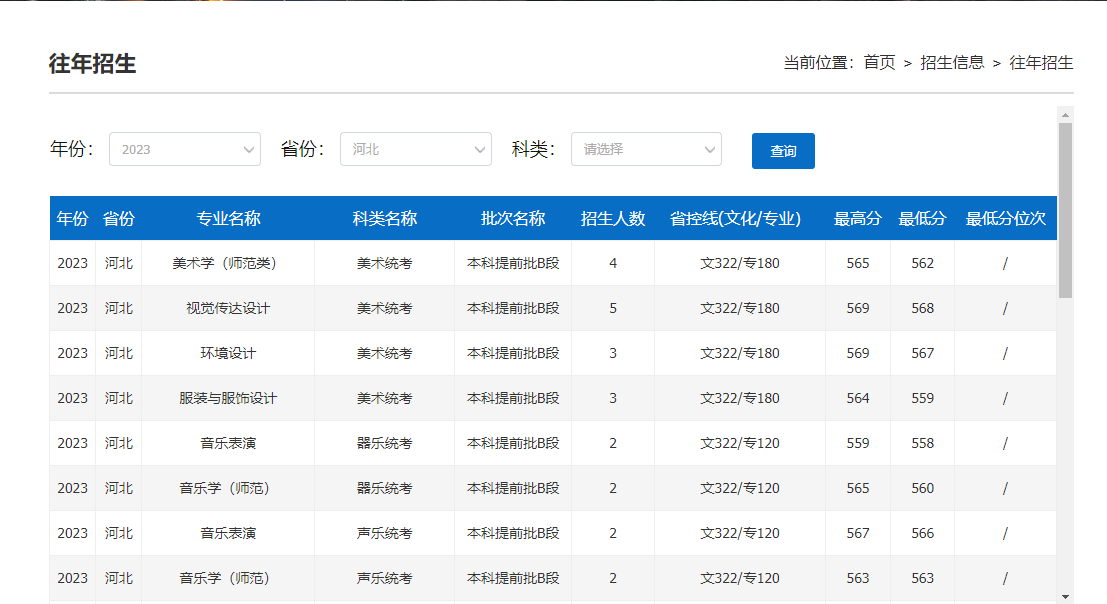 往年招生
当前位置：首页 > 招生信息 > 往年招生
年份： 2023 省份： 河北 科类： 请选择 查询
年份 省份 专业名称 科类名称 批次名称 招生人数 省控线(文化/专业) 最高分 最低分 最低分位次
2023 河北 美术学（师范类） 美术统考 本科提前批B段 4 文322/专180 565 562 /
2023 河北 视觉传达设计 美术统考 本科提前批B段 5 文322/专180 569 568 /
2023 河北 环境设计 美术统考 本科提前批B段 3 文322/专180 569 567 /
2023 河北 服装与服饰设计 美术统考 本科提前批B段 3 文322/专180 564 559 /
2023 河北 音乐表演 器乐统考 本科提前批B段 2 文322/专120 559 558 /
2023 河北 音乐学（师范） 器乐统考 本科提前批B段 2 文322/专120 565 560 /
2023 河北 音乐表演 声乐统考 本科提前批B段 2 文322/专120 567 566 /
2023 河北 音乐学（师范） 声乐统考 本科提前批B段 2 文322/专120 563 563 /